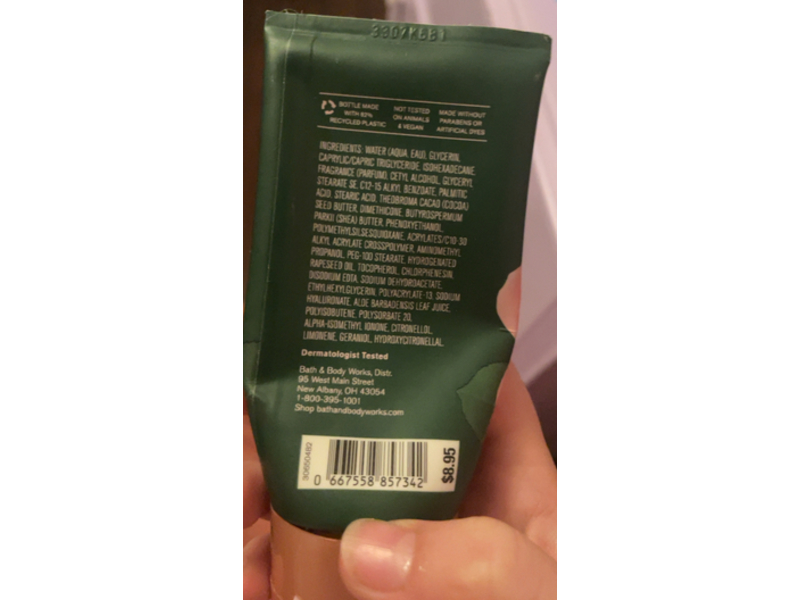 3307K5B1
BOTTLE MADE
WITH 82%
RECYCLED PLASTIC
NOT TESTED
ON ANIMALS
& VEGAN
MADE WITHOUT
PARABENS OR
ARTIFICIAL DYES
INGREDIENTS: WATER (AQUA, EAU), GLYCERIN,
CAPRYLIC/CAPRIC TRIGLYCERIDE, ISOHEXADECANE,
FRAGRANCE (PARFUM), CETYL ALCOHOL, GLYCERYL
STEARATE SE, C12-15 ALKYL BENZOATE, PALMITIC
ACID, STEARIC ACID, THEOBROMA CACAO (COCOA)
SEED BUTTER, DIMETHICONE, BUTYROSPERMUM
PARKII (SHEA) BUTTER, PHENOXYETHANOL,
POLYMETHYLSILSESQUIOXANE, ACRYLATES/C10-30
ALKYL ACRYLATE CROSSPOLYMER, AMINOMETHYL
PROPANOL, PEG-100 STEARATE, HYDROGENATED
RAPESEED OIL, TOCOPHEROL, CHLORPHENESIN,
DISODIUM EDTA, SODIUM DEHYDROACETATE,
ETHYLHEXYLGLYCERIN, POLYACRYLATE-13, SODIUM
HYALURONATE, ALOE BARBADENSIS LEAF JUICE,
POLYISOBUTENE, POLYSORBATE 20,
ALPHA-ISOMETHYL IONONE, CITRONELLOL,
LIMONENE, GERANIOL, HYDROXYCITRONELLAL
Dermatologist Tested
Bath & Body Works, Distr.
95 West Main Street
New Albany, OH 43054
1-800-395-1001
Shop bathandbodyworks.com
30650480
0 667558 857342
$8.95